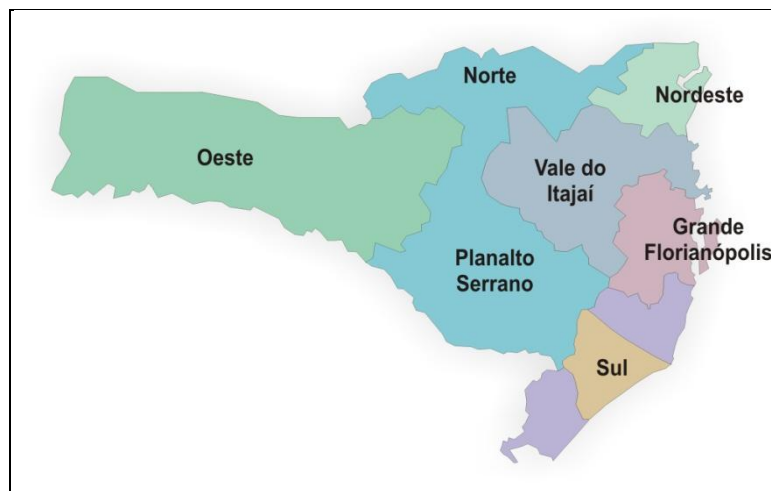 Norte
Nordeste
Oeste
Vale do
Itajaí
Grande
Florianópolis
Planalto
Serrano
Sul